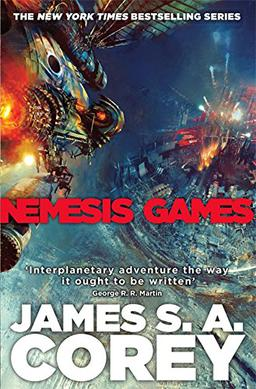 THE NEW YORK TIMES BESTSELLING SERIES
NEMESIS GAMES
'Interplanetary adventure the way
it ought to be written'
George R. R. Martin
JAMES S. A.
COREY